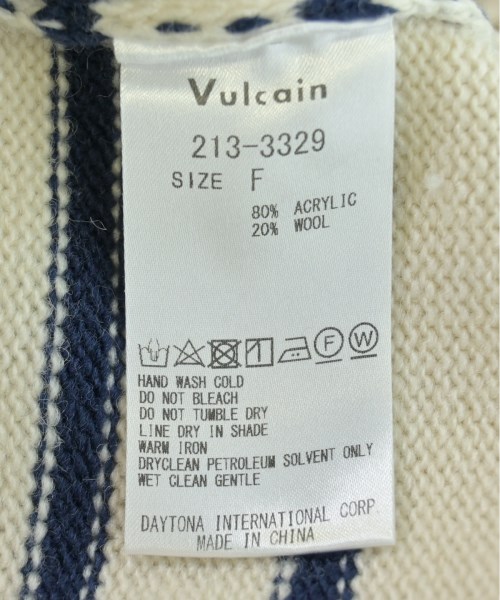 Vulcain
213-3329
SIZE F
80% ACRYLIC
20% WOOL
F W
HAND WASH COLD
DO NOT BLEACH
DO NOT TUMBLE DRY
LINE DRY IN SHADE
WARM IRON
DRYCLEAN PETROLEUM SOLVENT ONLY
WET CLEAN GENTLE
DAYTONA INTERNATIONAL CORP.
MADE IN CHINA